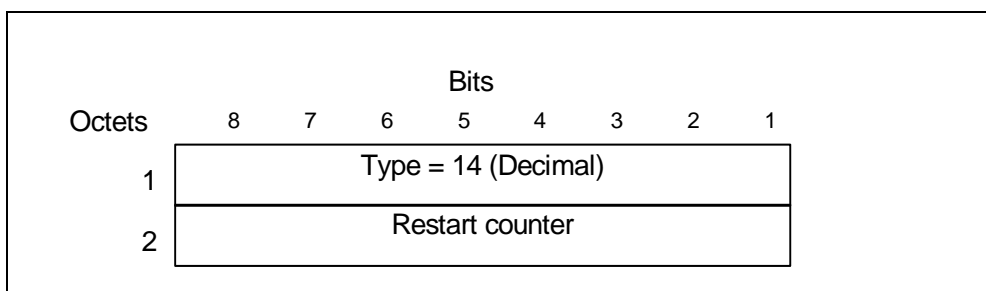 Bits
Octets 8 7 6 5 4 3 2 1
1 Type = 14 (Decimal)
2 Restart counter